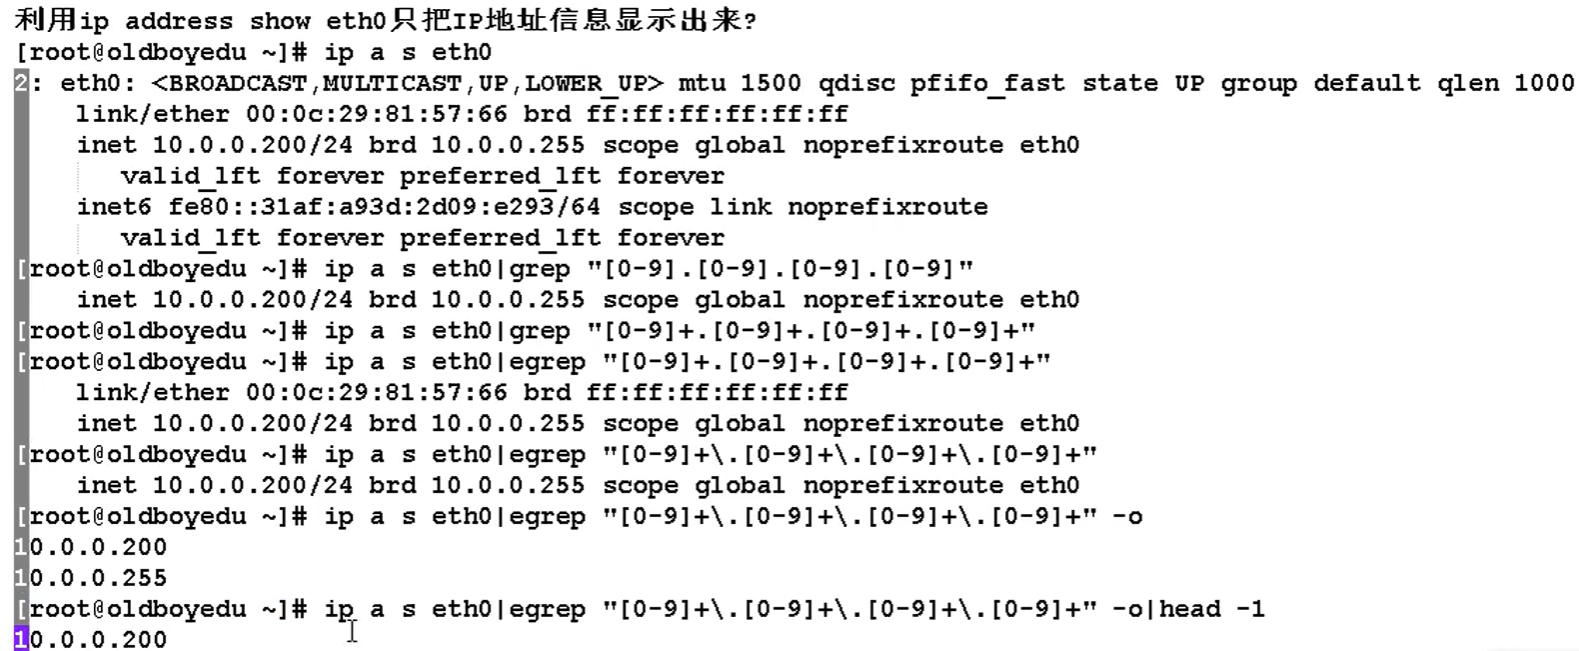 利用ip address show eth0只把IP地址信息显示出来?
[root@oldboyedu ~]# ip a s eth0
2: eth0: <BROADCAST,MULTICAST,UP,LOWER_UP> mtu 1500 qdisc pfifo_fast state UP group default qlen 1000
    link/ether 00:0c:29:81:57:66 brd ff:ff:ff:ff:ff:ff
    inet 10.0.0.200/24 brd 10.0.0.255 scope global noprefixroute eth0
       valid_lft forever preferred_lft forever
    inet6 fe80::31af:a93d:2d09:e293/64 scope link noprefixroute
       valid_lft forever preferred_lft forever
[root@oldboyedu ~]# ip a s eth0|grep "[0-9].[0-9].[0-9].[0-9]"
    inet 10.0.0.200/24 brd 10.0.0.255 scope global noprefixroute eth0
[root@oldboyedu ~]# ip a s eth0|grep "[0-9]+.[0-9]+.[0-9]+.[0-9]+"
[root@oldboyedu ~]# ip a s eth0|egrep "[0-9]+.[0-9]+.[0-9]+.[0-9]+"
    link/ether 00:0c:29:81:57:66 brd ff:ff:ff:ff:ff:ff
    inet 10.0.0.200/24 brd 10.0.0.255 scope global noprefixroute eth0
[root@oldboyedu ~]# ip a s eth0|egrep "[0-9]+\.[0-9]+\.[0-9]+\.[0-9]+"
    inet 10.0.0.200/24 brd 10.0.0.255 scope global noprefixroute eth0
[root@oldboyedu ~]# ip a s eth0|egrep "[0-9]+\.[0-9]+\.[0-9]+\.[0-9]+" -o
10.0.0.200
10.0.0.255
[root@oldboyedu ~]# ip a s eth0|egrep "[0-9]+\.[0-9]+\.[0-9]+\.[0-9]+" -o|head -1
10.0.0.200